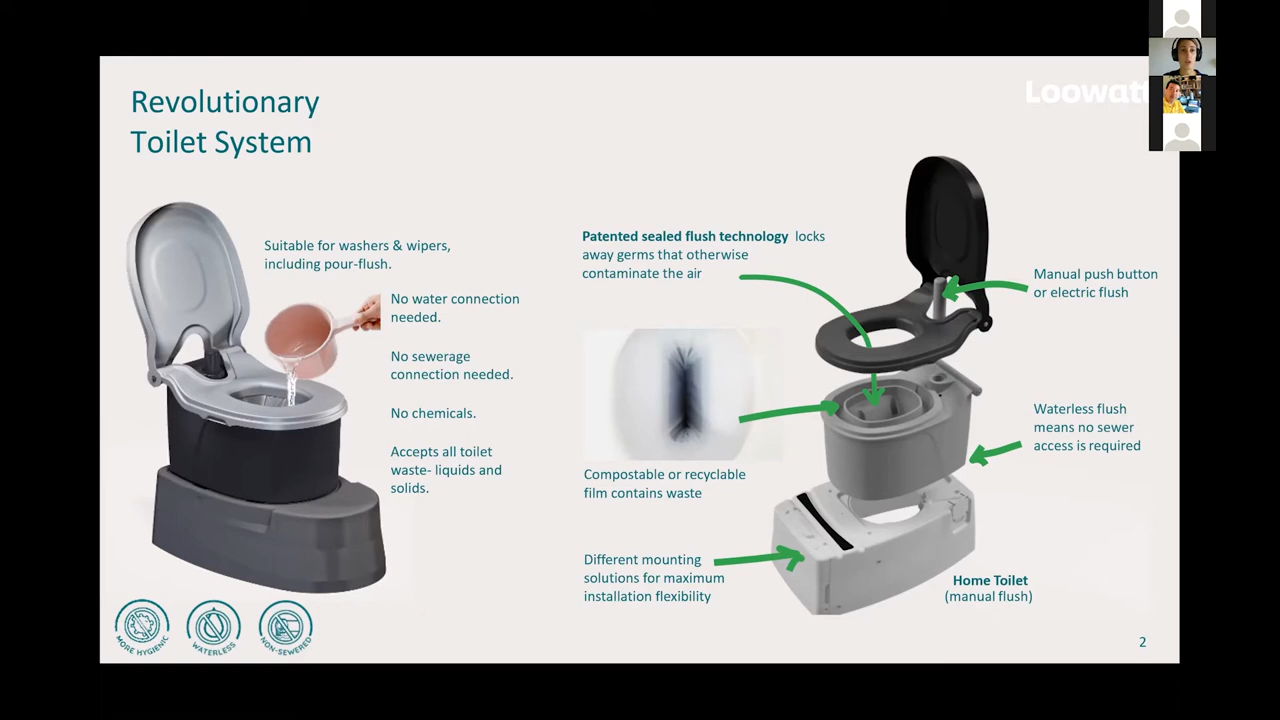 Revolutionary
Toilet System
Loowatt
Suitable for washers & wipers,
including pour-flush.
No water connection
needed.
No sewerage
connection needed.
No chemicals.
Accepts all toilet
waste- liquids and
solids.
Patented sealed flush technology locks
away germs that otherwise
contaminate the air
Manual push button
or electric flush
Waterless flush
means no sewer
access is required
Compostable or recyclable
film contains waste
Different mounting
solutions for maximum
installation flexibility
Home Toilet
(manual flush)
MORE HYGIENIC
WATERLESS
NON-SEWERED
2